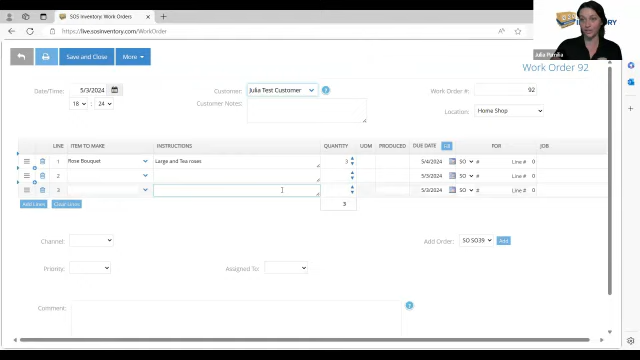 SOS Inventory: Work Orders
https://live.sosinventory.com/WorkOrder
SOS
INVENTORY
Julia Pamilia
Save and Close
More
Work Order 92
Date/Time: 5/3/2024
18 : 24
Customer: Julia Test Customer
Customer Notes:
Work Order #: 92
Location: Home Shop
LINE ITEM TO MAKE INSTRUCTIONS QUANTITY UOM PRODUCED DUE DATE Fill FOR JOB
1 Rose Bouquet Large and Tea roses 3 5/4/2024 SO # Line # 0
2 5/3/2024 SO # Line # 0
3 5/3/2024 SO # Line # 0
Add Lines Clear Lines 3
Channel:
Add Order: SO SO39 Add
Priority:
Assigned To:
Comment: